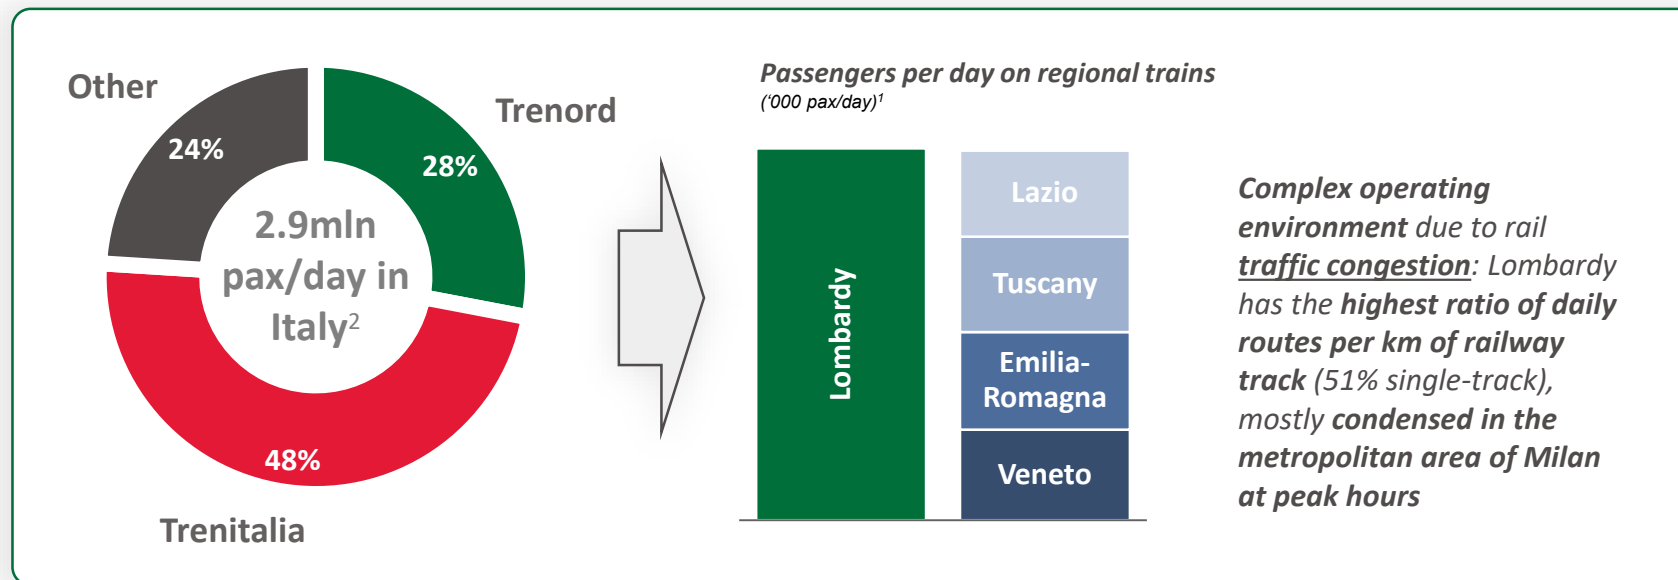 Other
24%
Trenord
28%
2.9mln
pax/day in
Italy²
48%
Trenitalia
Passengers per day on regional trains
(‘000 pax/day)¹
Lombardy
Lazio
Tuscany
Emilia-
Romagna
Veneto
Complex operating
environment due to rail
traffic congestion: Lombardy
has the highest ratio of daily
routes per km of railway
track (51% single-track),
mostly condensed in the
metropolitan area of Milan
at peak hours